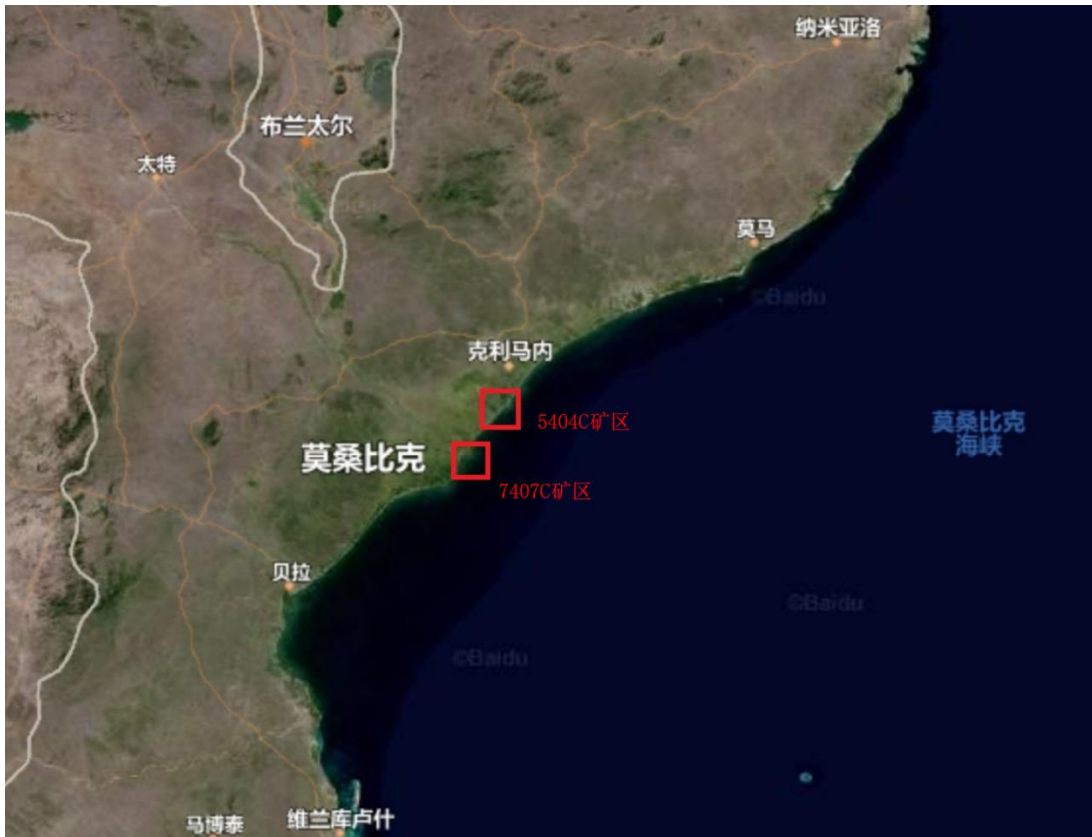 纳米亚洛
布兰太尔
太特
莫马
©Baidu
克利马内
5404C矿区
莫桑比克
海峡
莫桑比克
7407C矿区
贝拉
©Baidu
©Baidu
马博泰
维兰库卢什